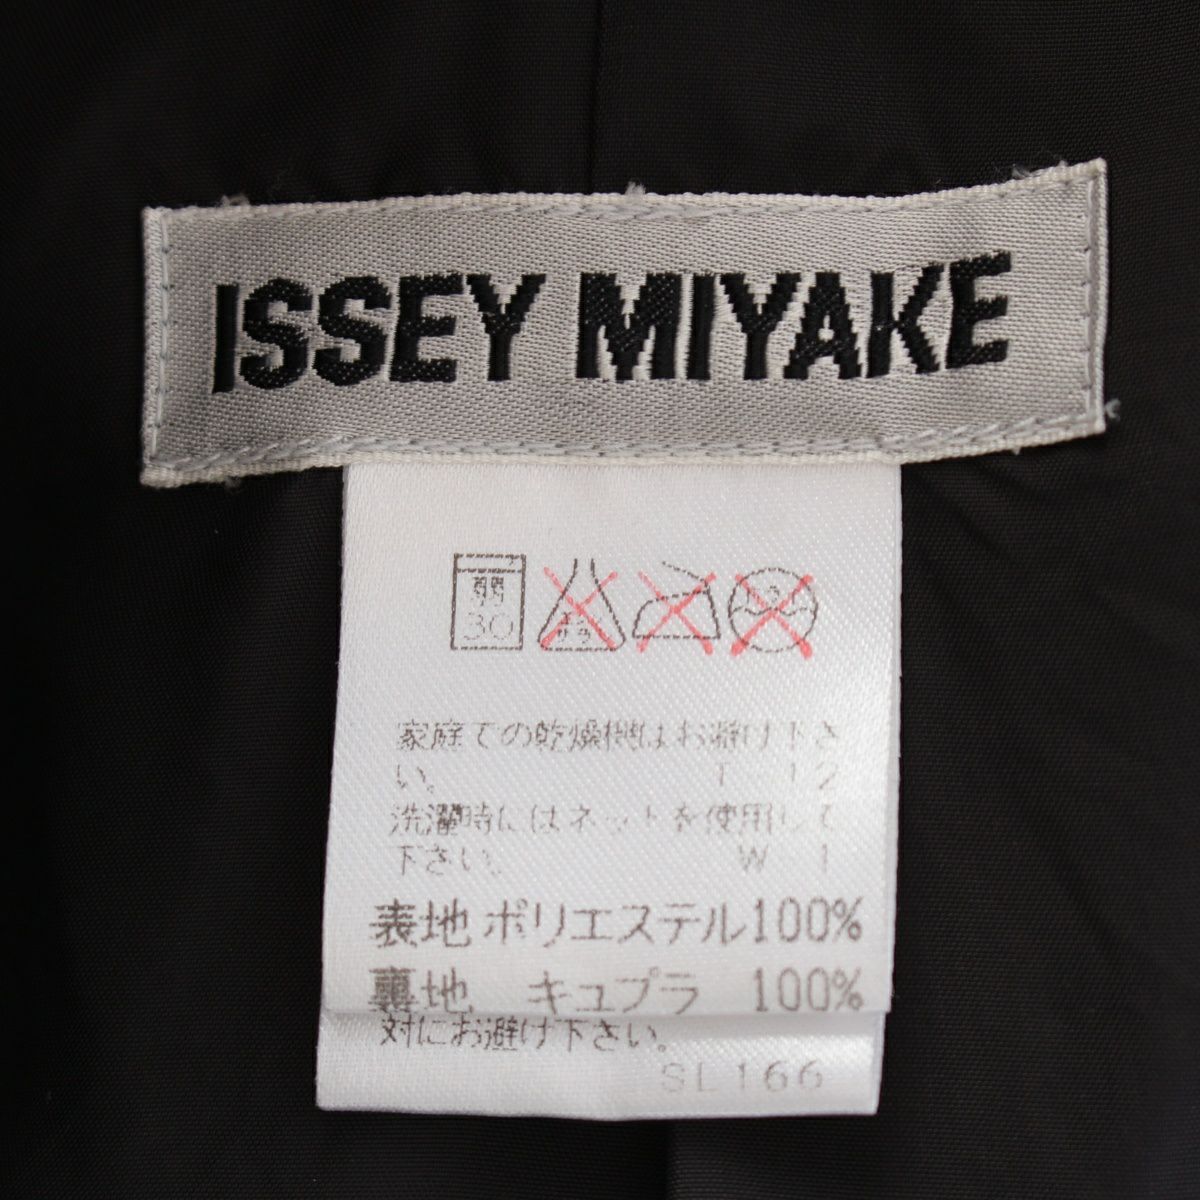 ISSEY MIYAKE
弱
30
家庭での乾燥機はお避け下さ
い。 T-12
洗濯時にはネットを使用して
下さい。 W-1
表地 ポリエステル100%
裏地 キュプラ 100%
対にお避け下さい。
SL166